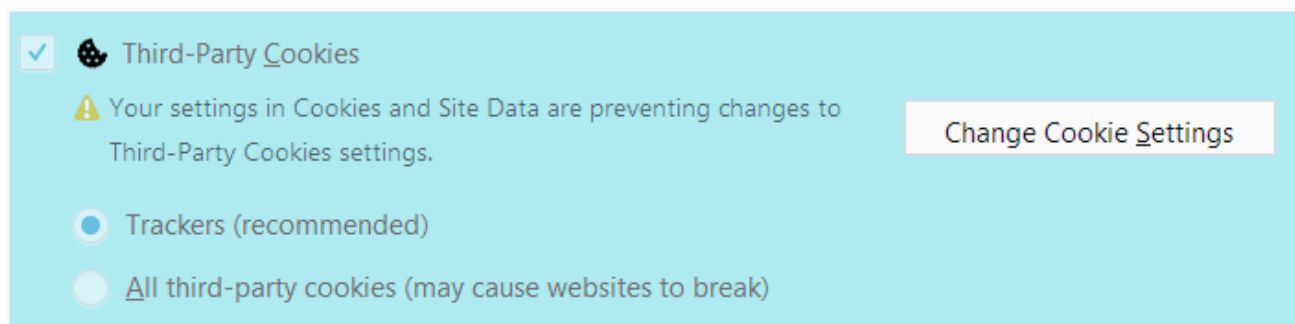 Third-Party Cookies
Your settings in Cookies and Site Data are preventing changes to
Third-Party Cookies settings.
Change Cookie Settings
Trackers (recommended)
All third-party cookies (may cause websites to break)